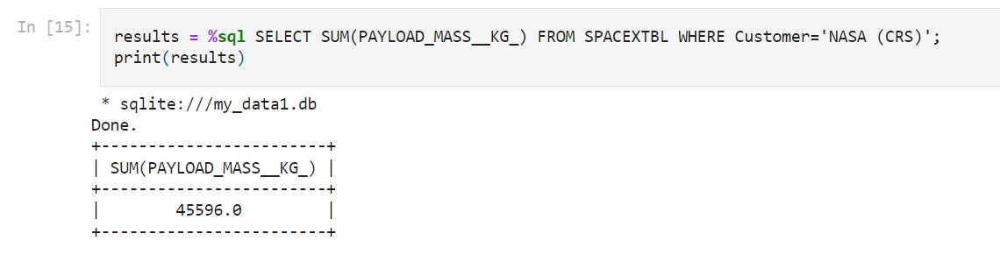 In [15]:
results = %sql SELECT SUM(PAYLOAD_MASS__KG_) FROM SPACEXTBL WHERE Customer='NASA (CRS)';
print(results)
* sqlite:///my_data1.db
Done.
+------------------------+
| SUM(PAYLOAD_MASS__KG_) |
+------------------------+
|        45596.0         |
+------------------------+